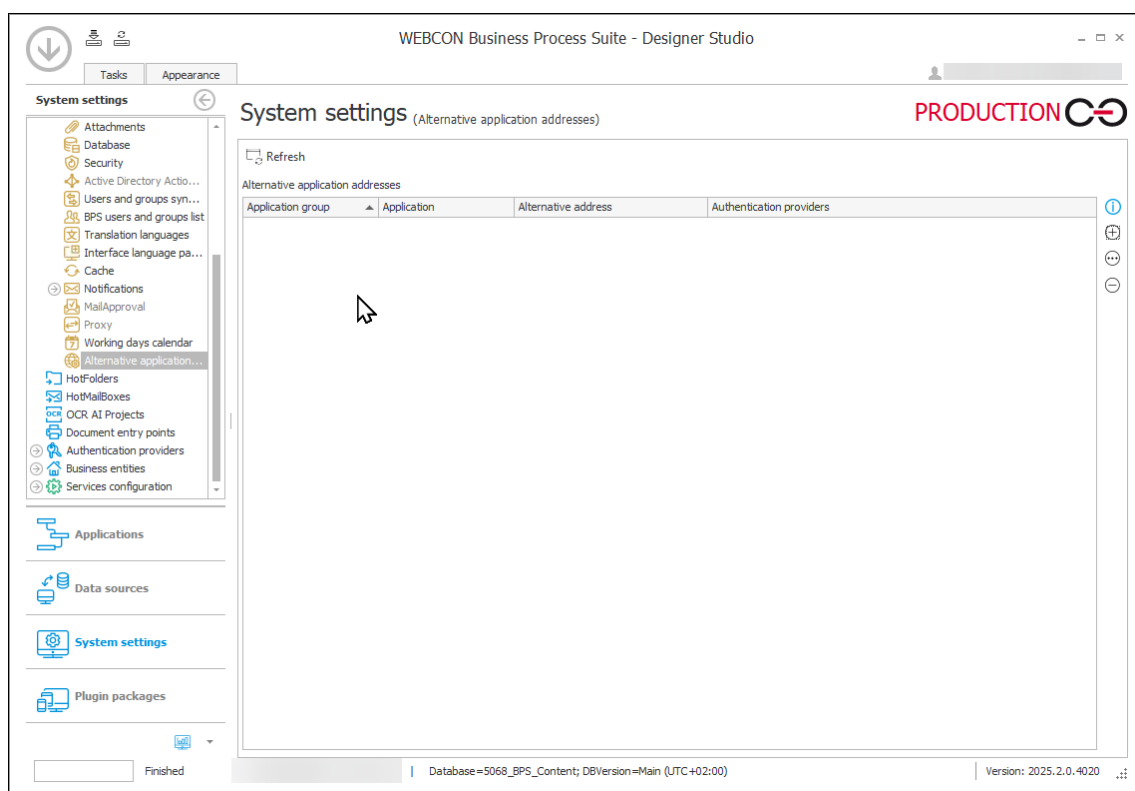 WEBCON Business Process Suite - Designer Studio
Tasks
Appearance
System settings
Attachments
Database
Security
Active Directory Actio...
Users and groups syn...
BPS users and groups list
Translation languages
Interface language pa...
Cache
Notifications
MailApproval
Proxy
7 Working days calendar
Alternative application...
HotFolders
HotMailBoxes
OCR OCR AI Projects
Document entry points
Authentication providers
Business entities
Services configuration
Applications
Data sources
System settings
Plugin packages
System settings (Alternative application addresses)
PRODUCTION
Refresh
Alternative application addresses
Application group Application Alternative address Authentication providers
Finished
Database=5068_BPS_Content; DBVersion=Main (UTC+02:00)
Version: 2025.2.0.4020